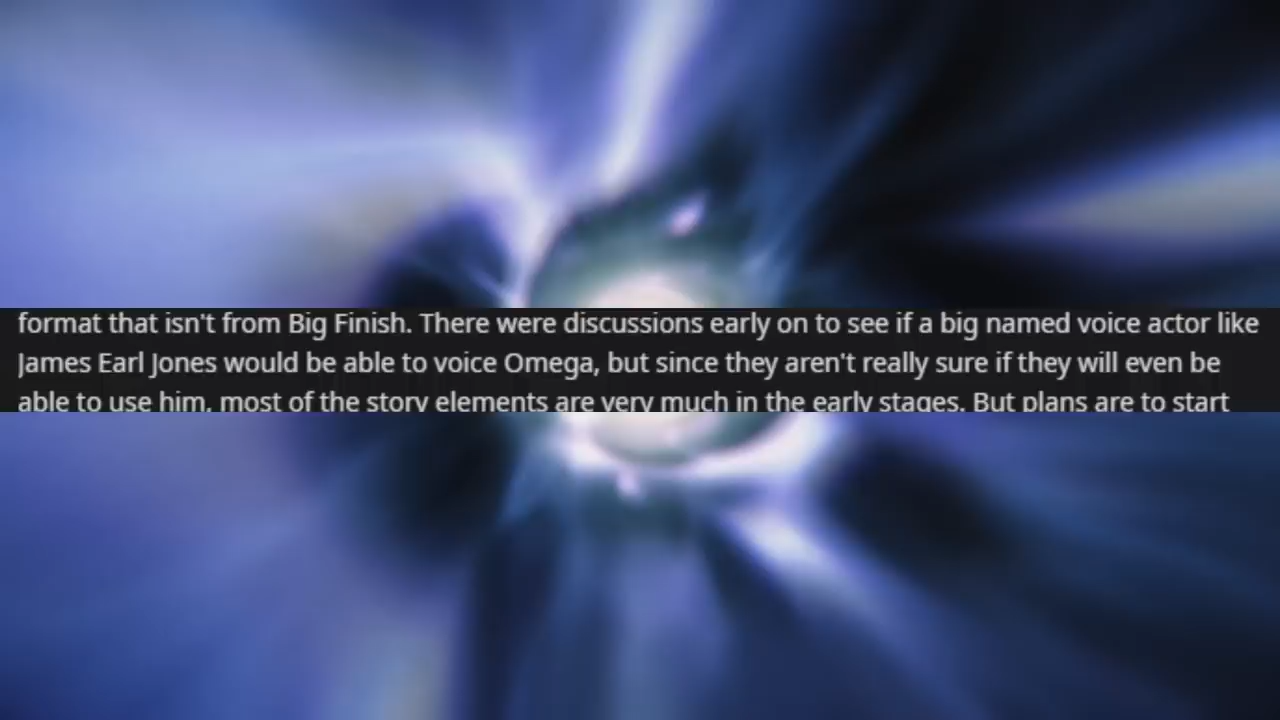 format that isn't from Big Finish. There were discussions early on to see if a big named voice actor like
James Earl Jones would be able to voice Omega, but since they aren't really sure if they will even be
able to use him, most of the story elements are very much in the early stages. But plans are to start